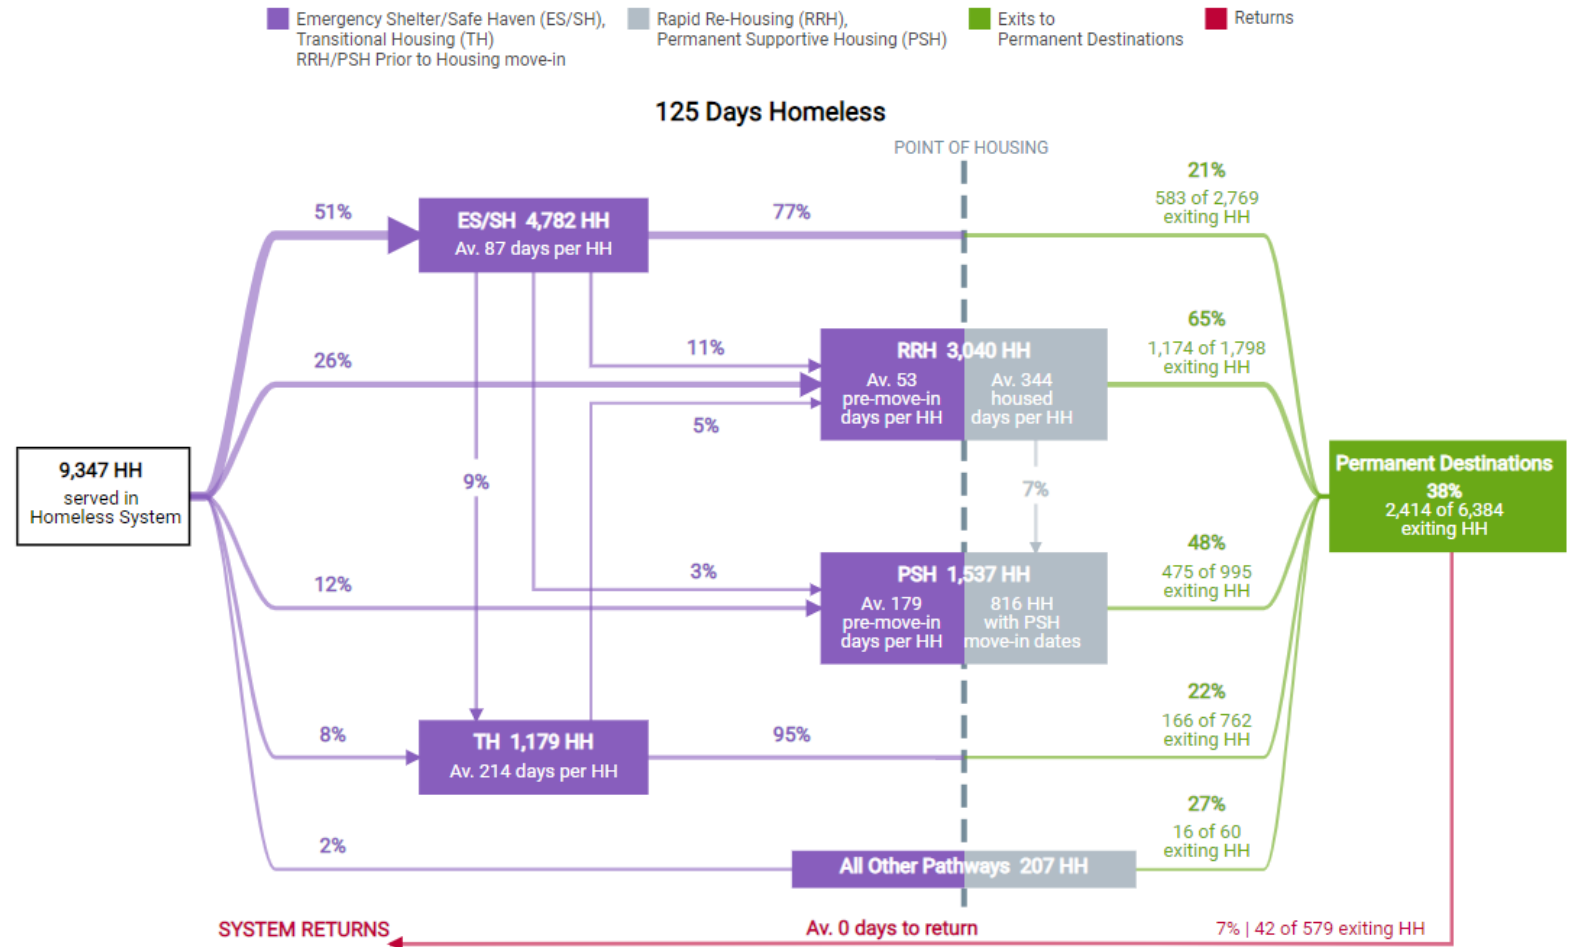 Emergency Shelter/Safe Haven (ES/SH),
Transitional Housing (TH)
RRH/PSH Prior to Housing move-in
Rapid Re-Housing (RRH),
Permanent Supportive Housing (PSH)
Exits to
Permanent Destinations
Returns
125 Days Homeless
POINT OF HOUSING
51%
ES/SH 4,782 HH
Av. 87 days per HH
77%
21%
583 of 2,769
exiting HH
26%
11%
RRH 3,040 HH
Av. 53
pre-move-in
days per HH
Av. 344
housed
days per HH
65%
1,174 of 1,798
exiting HH
5%
9,347 HH
served in
Homeless System
9%
7%
Permanent Destinations
38%
2,414 of 6,384
exiting HH
12%
3%
PSH 1,537 HH
Av. 179
pre-move-in
days per HH
816 HH
with PSH
move-in dates
48%
475 of 995
exiting HH
8%
TH 1,179 HH
Av. 214 days per HH
95%
22%
166 of 762
exiting HH
2%
All Other Pathways 207 HH
27%
16 of 60
exiting HH
SYSTEM RETURNS
Av. 0 days to return
7% | 42 of 579 exiting HH